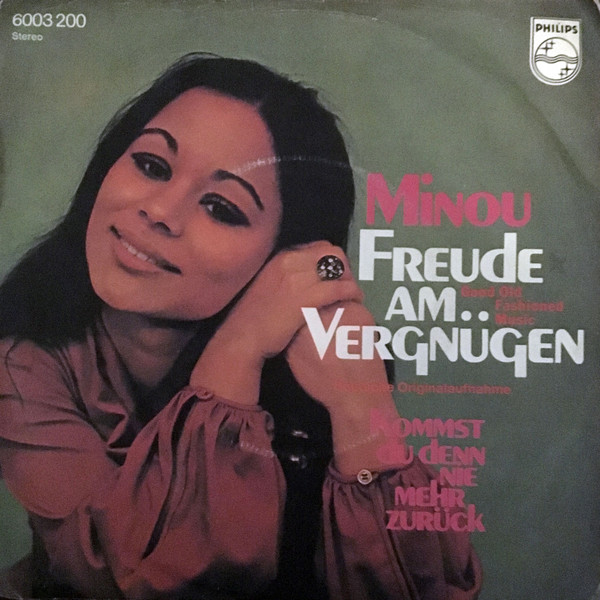 6003 200
Stereo
PHILIPS
Minou
Freude
am
Vergnügen
Good Old
Fashioned
Music
Originalaufnahme
Kommst
du denn
nie
mehr
zurück